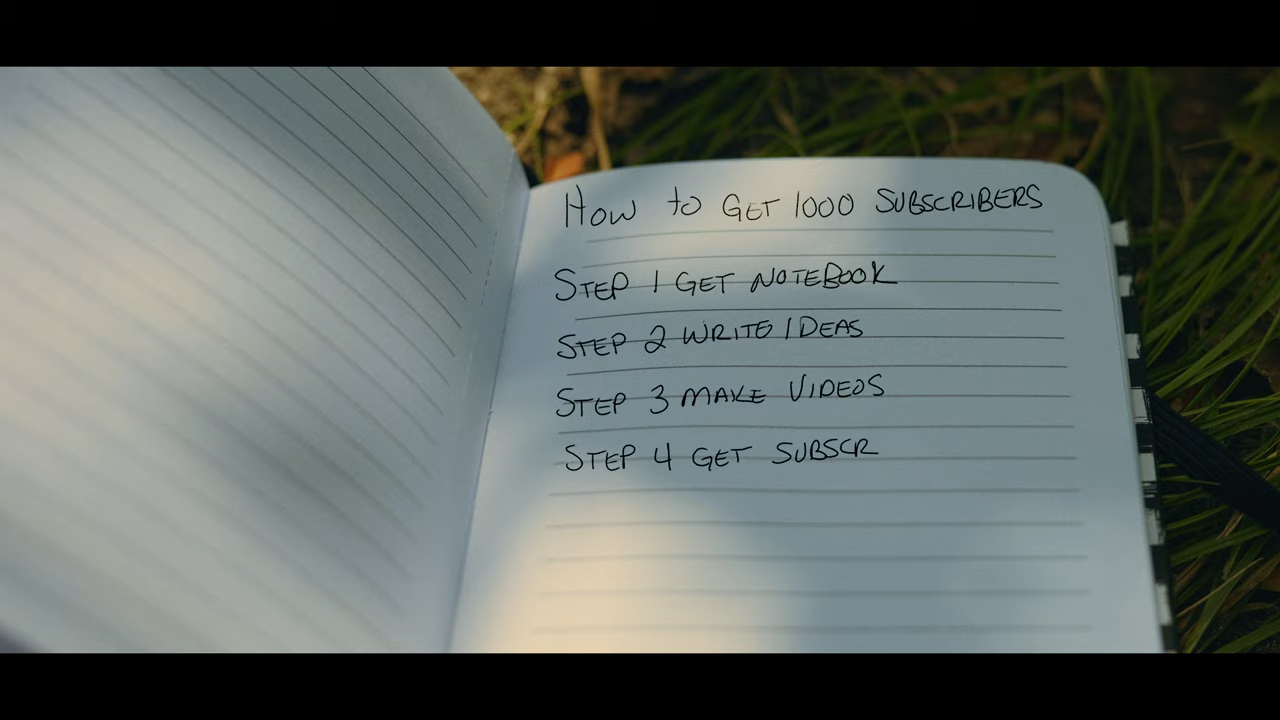 How to GET 1000 SUBSCRIBERS
STEP 1 GET NOTEBOOK
STEP 2 WRITE IDEAS
STEP 3 MAKE VIDEOS
STEP 4 GET SUBSCR